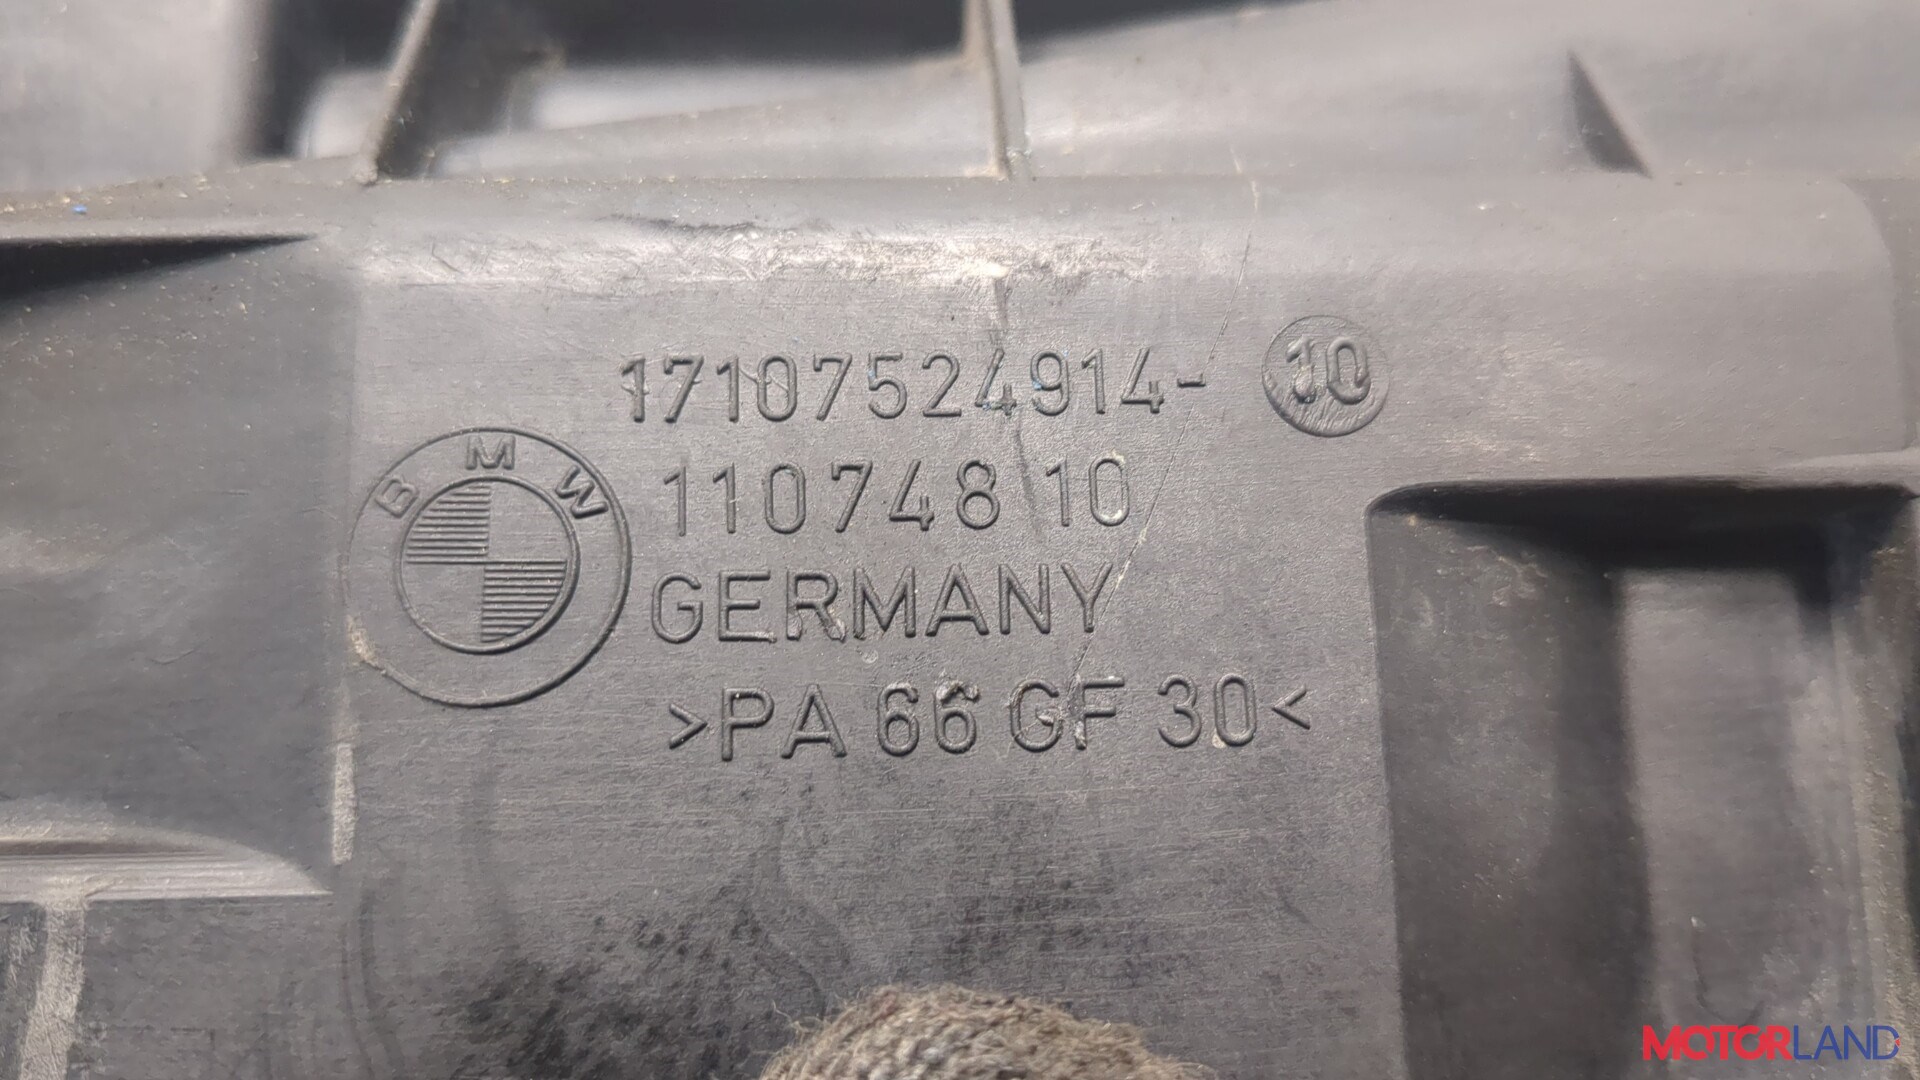 17107524914- 10
110748 10
BMW
GERMANY
>PA 66 GF 30<
MOTORLAND